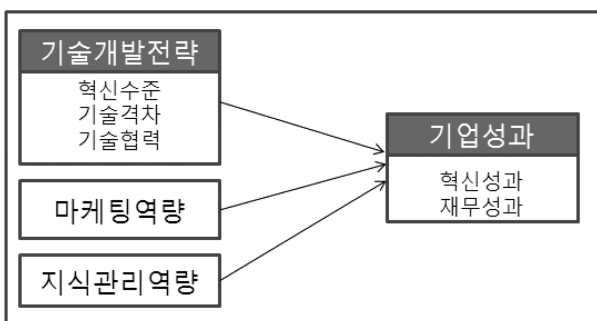 기술개발전략
혁신수준
기술격차
기술협력
마케팅역량
지식관리역량
기업성과
혁신성과
재무성과